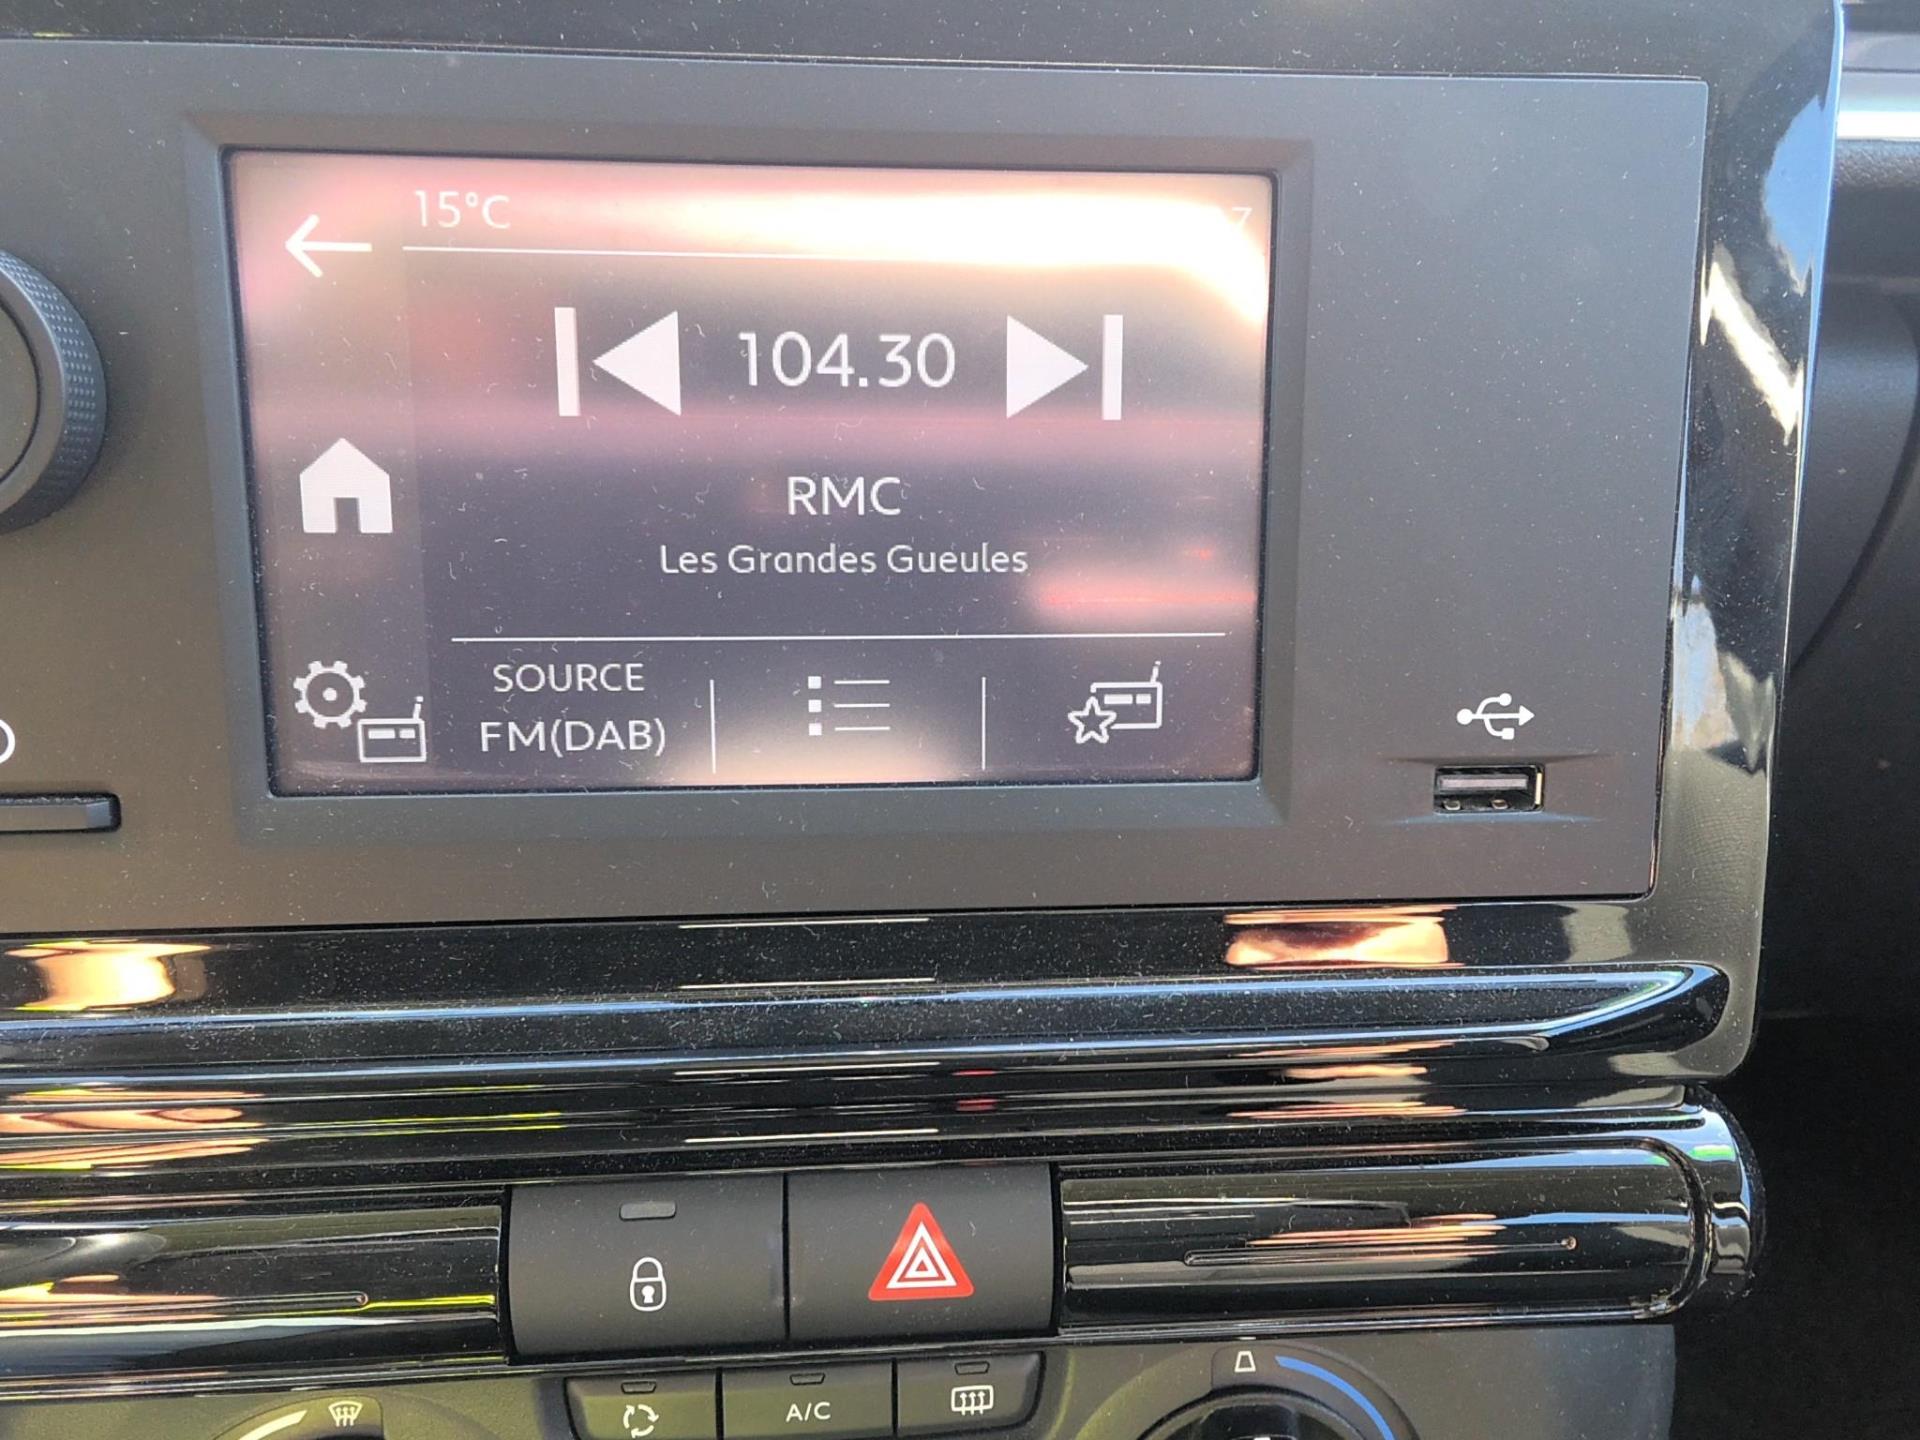 15°C
104.30
RMC
Les Grandes Gueules
SOURCE
FM(DAB)
A/C